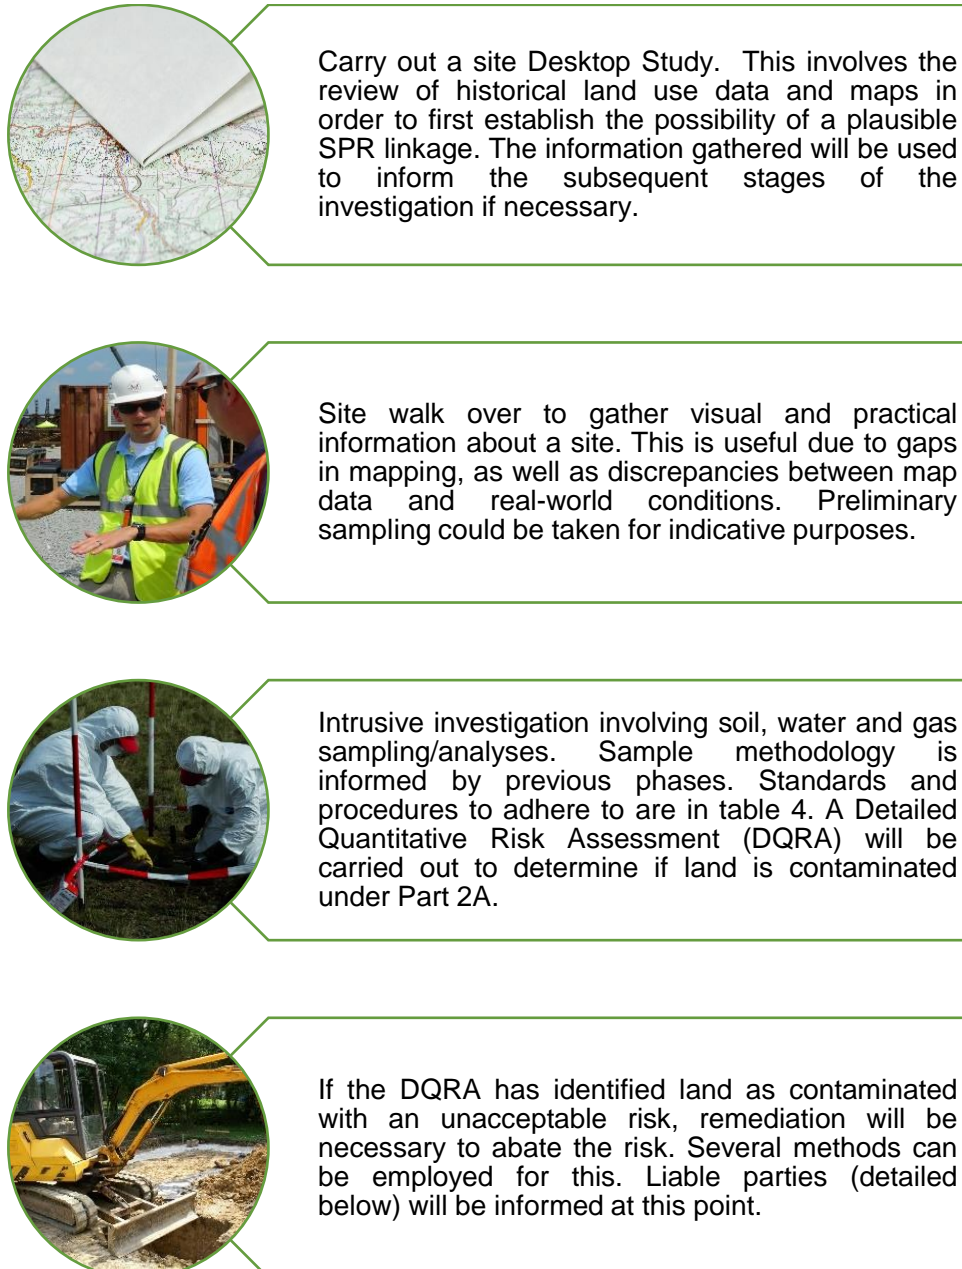 Carry out a site Desktop Study. This involves the
review of historical land use data and maps in
order to first establish the possibility of a plausible
SPR linkage. The information gathered will be used
to inform the subsequent stages of the
investigation if necessary.
Site walk over to gather visual and practical
information about a site. This is useful due to gaps
in mapping, as well as discrepancies between map
data and real-world conditions. Preliminary
sampling could be taken for indicative purposes.
Intrusive investigation involving soil, water and gas
sampling/analyses. Sample methodology is
informed by previous phases. Standards and
procedures to adhere to are in table 4. A Detailed
Quantitative Risk Assessment (DQRA) will be
carried out to determine if land is contaminated
under Part 2A.
If the DQRA has identified land as contaminated
with an unacceptable risk, remediation will be
necessary to abate the risk. Several methods can
be employed for this. Liable parties (detailed
below) will be informed at this point.